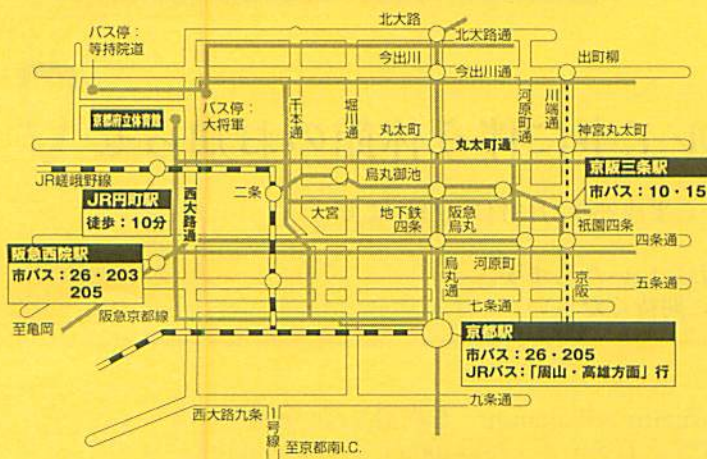 北大路
バス停：
等持院道
北大路通
今出川
今出川通
出町柳
バス停：
大将軍
京都府立体育館
千本通
堀川通
河原町通
川端通
丸太町
丸太町通
神宮丸太町
JR嵯峨野線
JR円町駅
徒歩：10分
西大路通
二条
烏丸御池
京阪三条駅
市バス：10・15
大宮
地下鉄
四条
阪急
烏丸
祇園四条
四条通
阪急西院駅
市バス：26・203
205
烏丸通
河原町
京阪
五条通
七条通
阪急京都線
至亀岡
京都駅
市バス：26・205
JRバス：「周山・高雄方面」行
九条通
西大路九条
1号線
至京都南I.C.